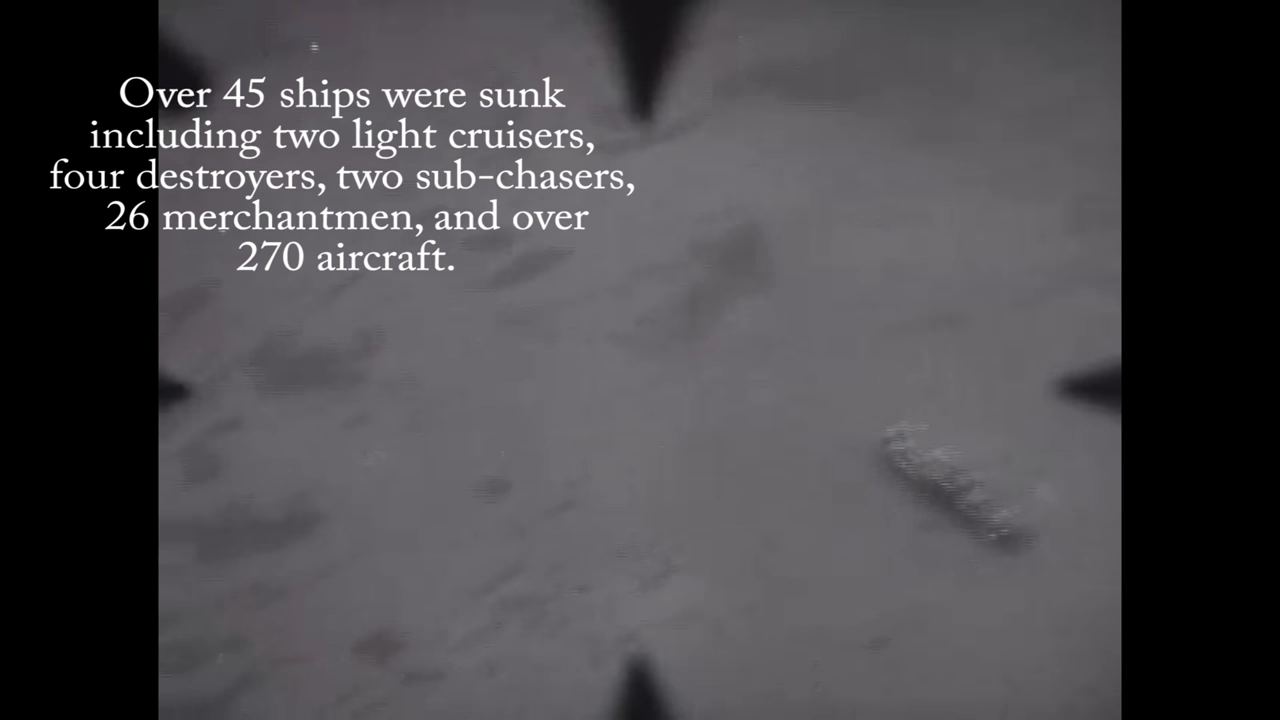 Over 45 ships were sunk
including two light cruisers,
four destroyers, two sub-chasers,
26 merchantmen, and over
270 aircraft.